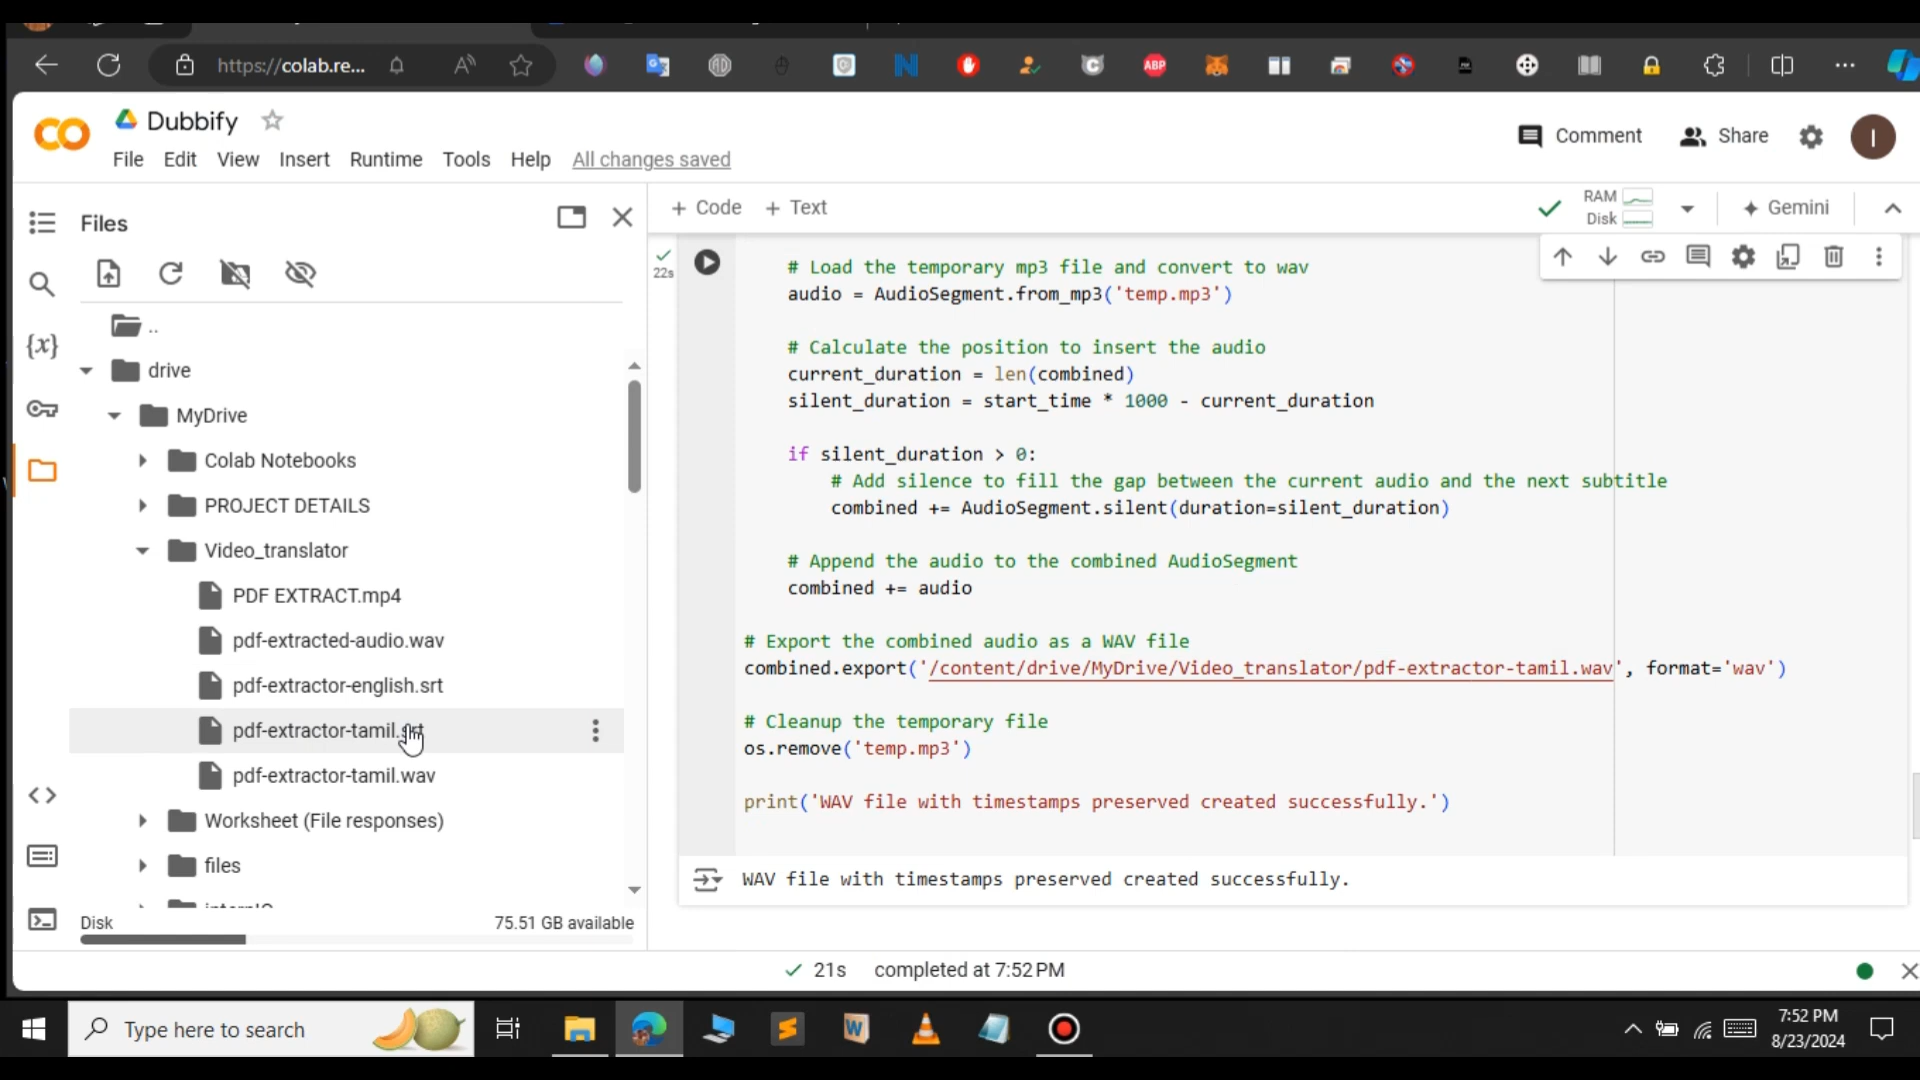 https://colab.re...
Dubbify
File Edit View Insert Runtime Tools Help All changes saved
Comment
Share
I
Files
+ Code + Text
RAM
Disk
Gemini
..
drive
MyDrive
Colab Notebooks
PROJECT DETAILS
Video_translator
PDF EXTRACT.mp4
pdf-extracted-audio.wav
pdf-extractor-english.srt
pdf-extractor-tamil.srt
pdf-extractor-tamil.wav
Worksheet (File responses)
files
Disk
75.51 GB available
22s
# Load the temporary mp3 file and convert to wav
audio = AudioSegment.from_mp3('temp.mp3')
# Calculate the position to insert the audio
current_duration = len(combined)
silent_duration = start_time * 1000 - current_duration
if silent_duration > 0:
# Add silence to fill the gap between the current audio and the next subtitle
combined += AudioSegment.silent(duration=silent_duration)
# Append the audio to the combined AudioSegment
combined += audio
# Export the combined audio as a WAV file
combined.export('/content/drive/MyDrive/Video_translator/pdf-extractor-tamil.wav', format='wav')
# Cleanup the temporary file
os.remove('temp.mp3')
print('WAV file with timestamps preserved created successfully.')
WAV file with timestamps preserved created successfully.
21s completed at 7:52 PM
Type here to search
7:52 PM
8/23/2024